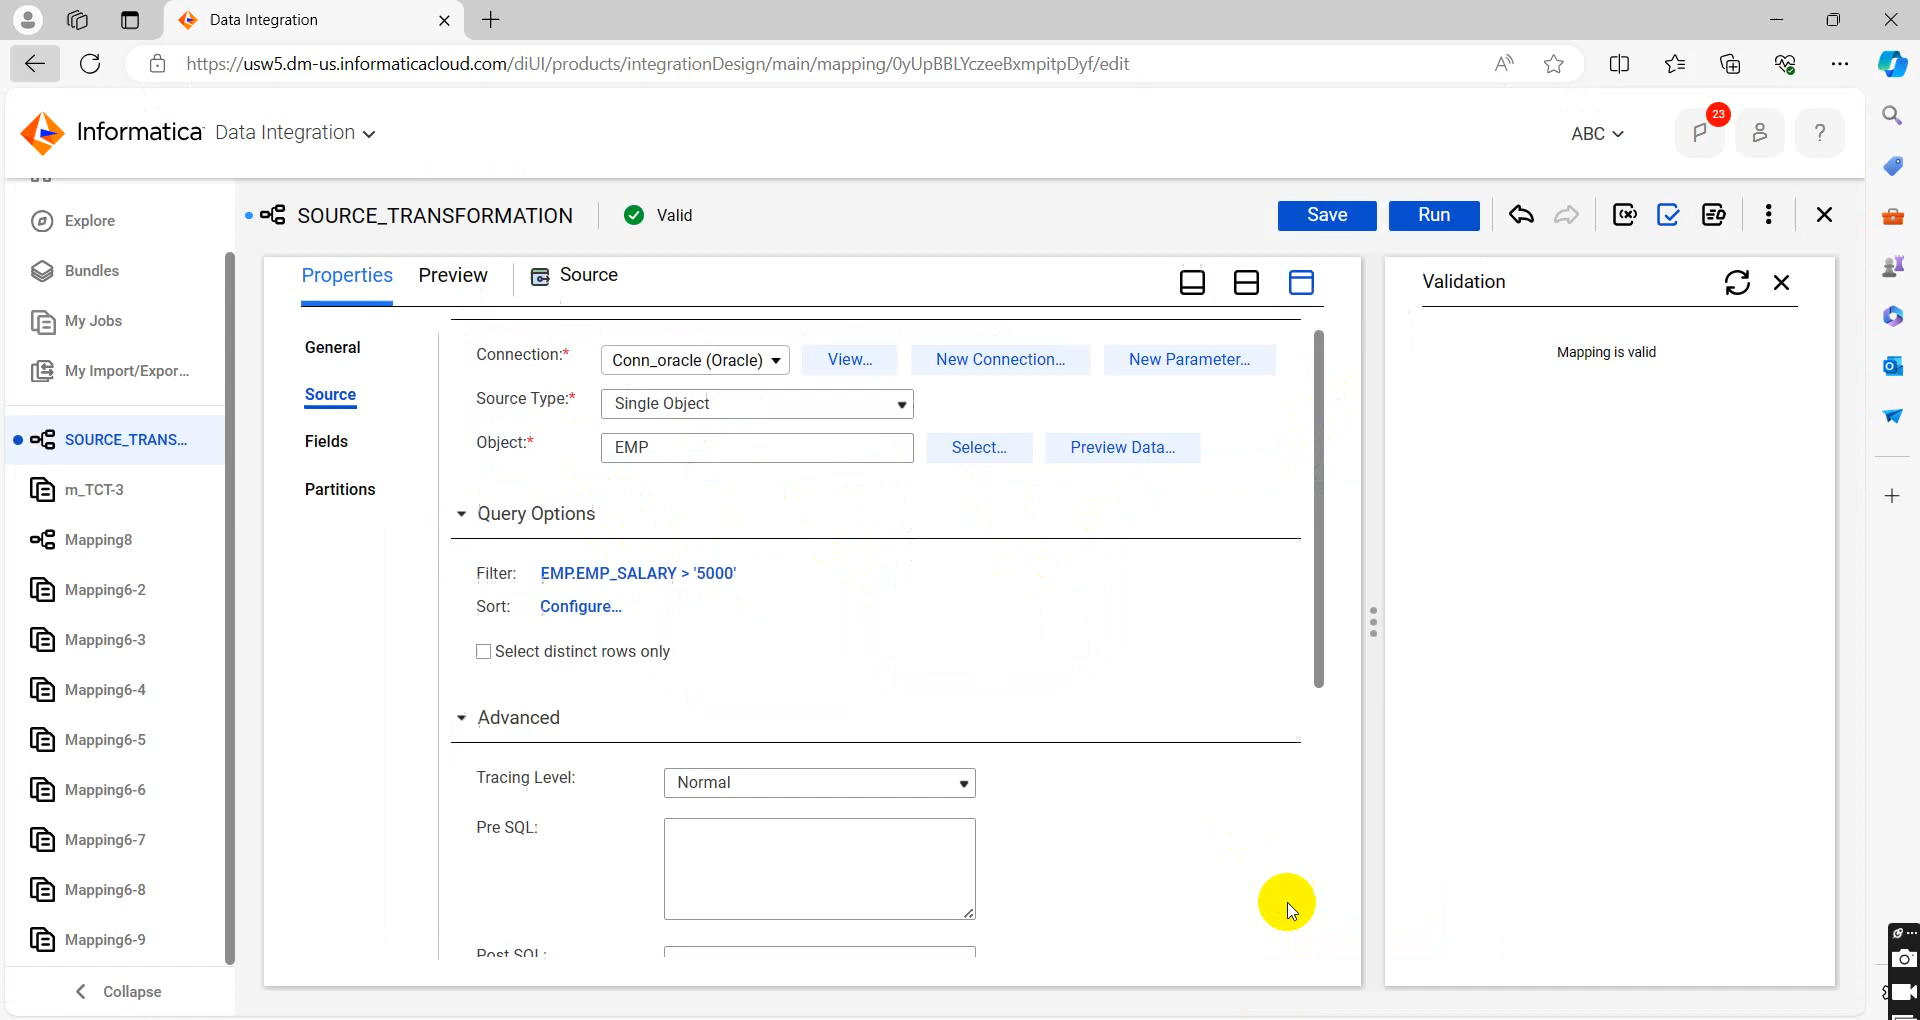 Data Integration
https://usw5.dm-us.informaticacloud.com/diUI/products/integrationDesign/main/mapping/0yUpBBLYczeeBxmpitpDyf/edit
Informatica Data Integration
ABC
23
?
Explore
Bundles
My Jobs
My Import/Expor...
SOURCE_TRANS...
m_TCT-3
Mapping8
Mapping6-2
Mapping6-3
Mapping6-4
Mapping6-5
Mapping6-6
Mapping6-7
Mapping6-8
Mapping6-9
Collapse
SOURCE_TRANSFORMATION
Valid
Save
Run
Properties
Preview
Source
General
Source
Fields
Partitions
Connection:*
Conn_oracle (Oracle)
View...
New Connection...
New Parameter...
Source Type:*
Single Object
Object:*
EMP
Select...
Preview Data...
Query Options
Filter: EMP.EMP_SALARY > '5000'
Sort: Configure...
Select distinct rows only
Advanced
Tracing Level:
Normal
Pre SQL:
Post SQL:
Validation
Mapping is valid